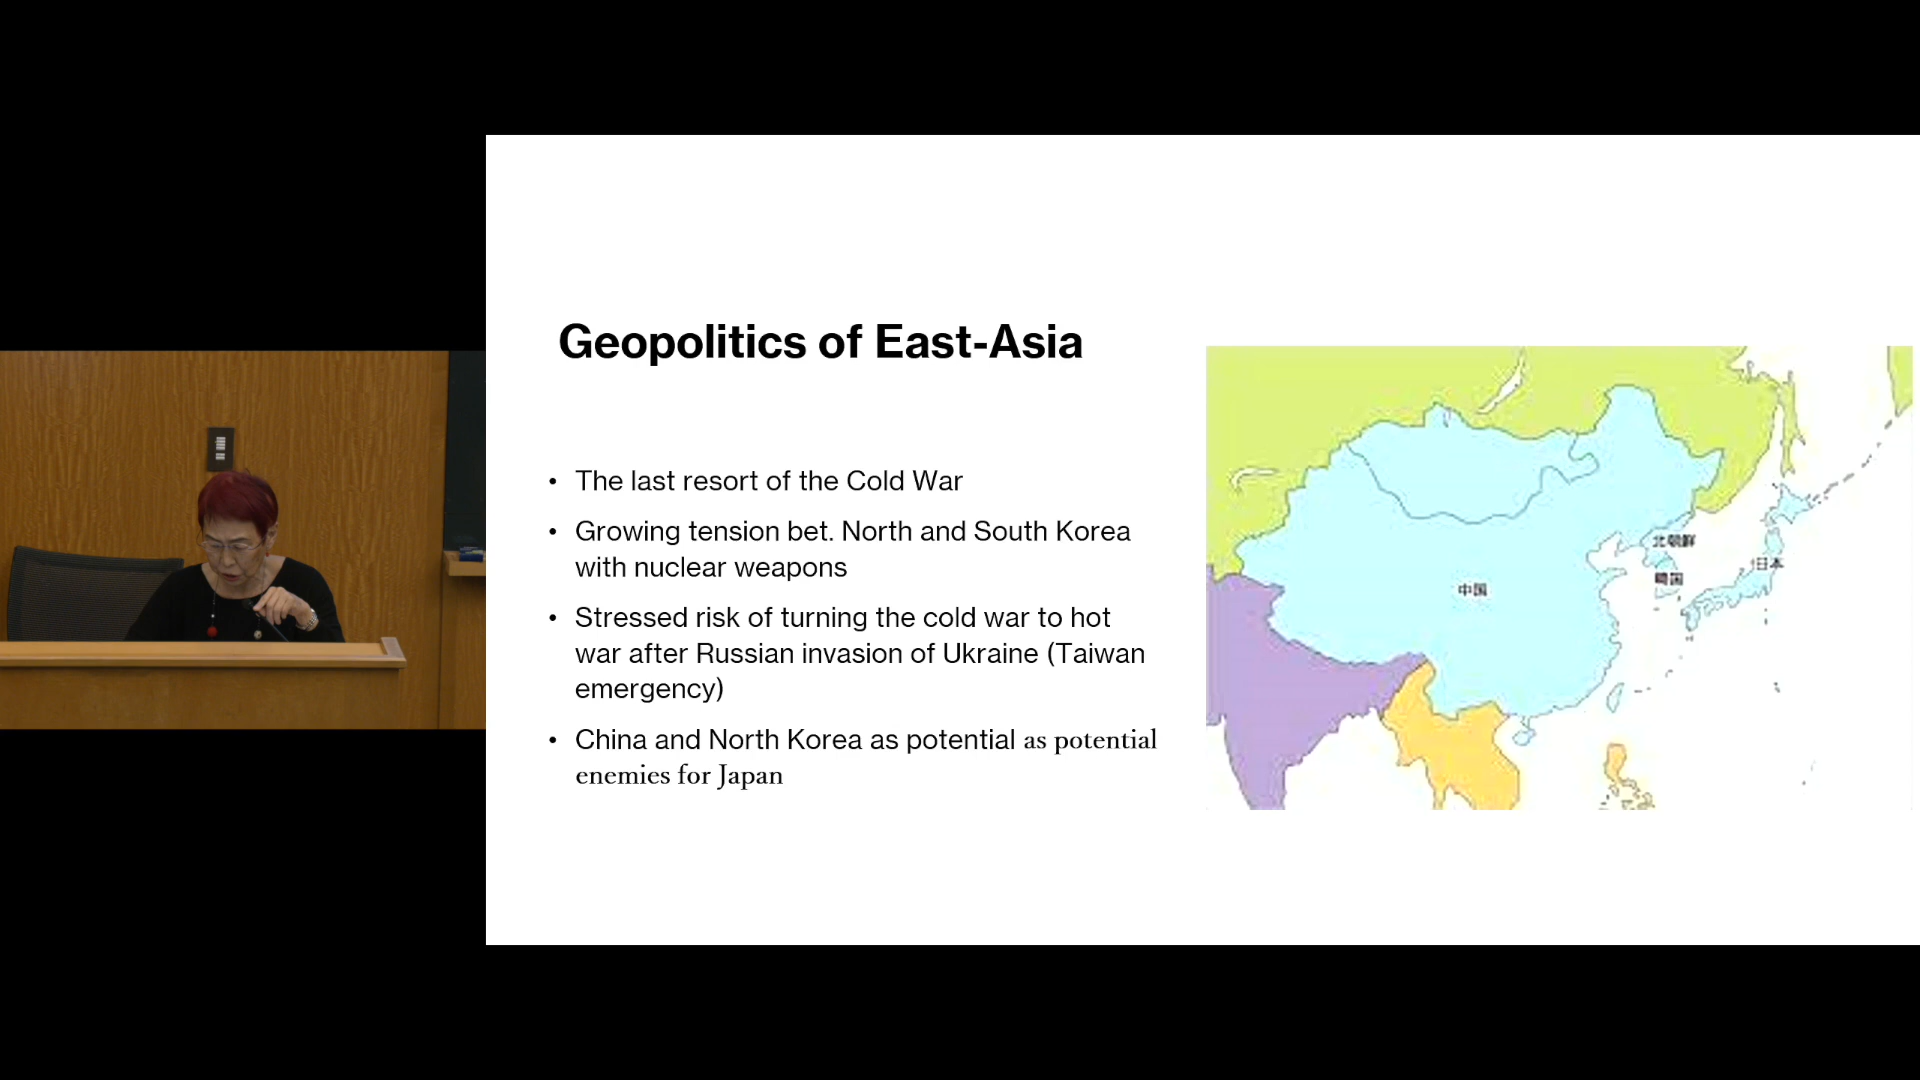 Geopolitics of East-Asia
• The last resort of the Cold War
• Growing tension bet. North and South Korea
with nuclear weapons
• Stressed risk of turning the cold war to hot
war after Russian invasion of Ukraine (Taiwan
emergency)
• China and North Korea as potential as potential
enemies for Japan
北朝鮮
日本
韓国
中国